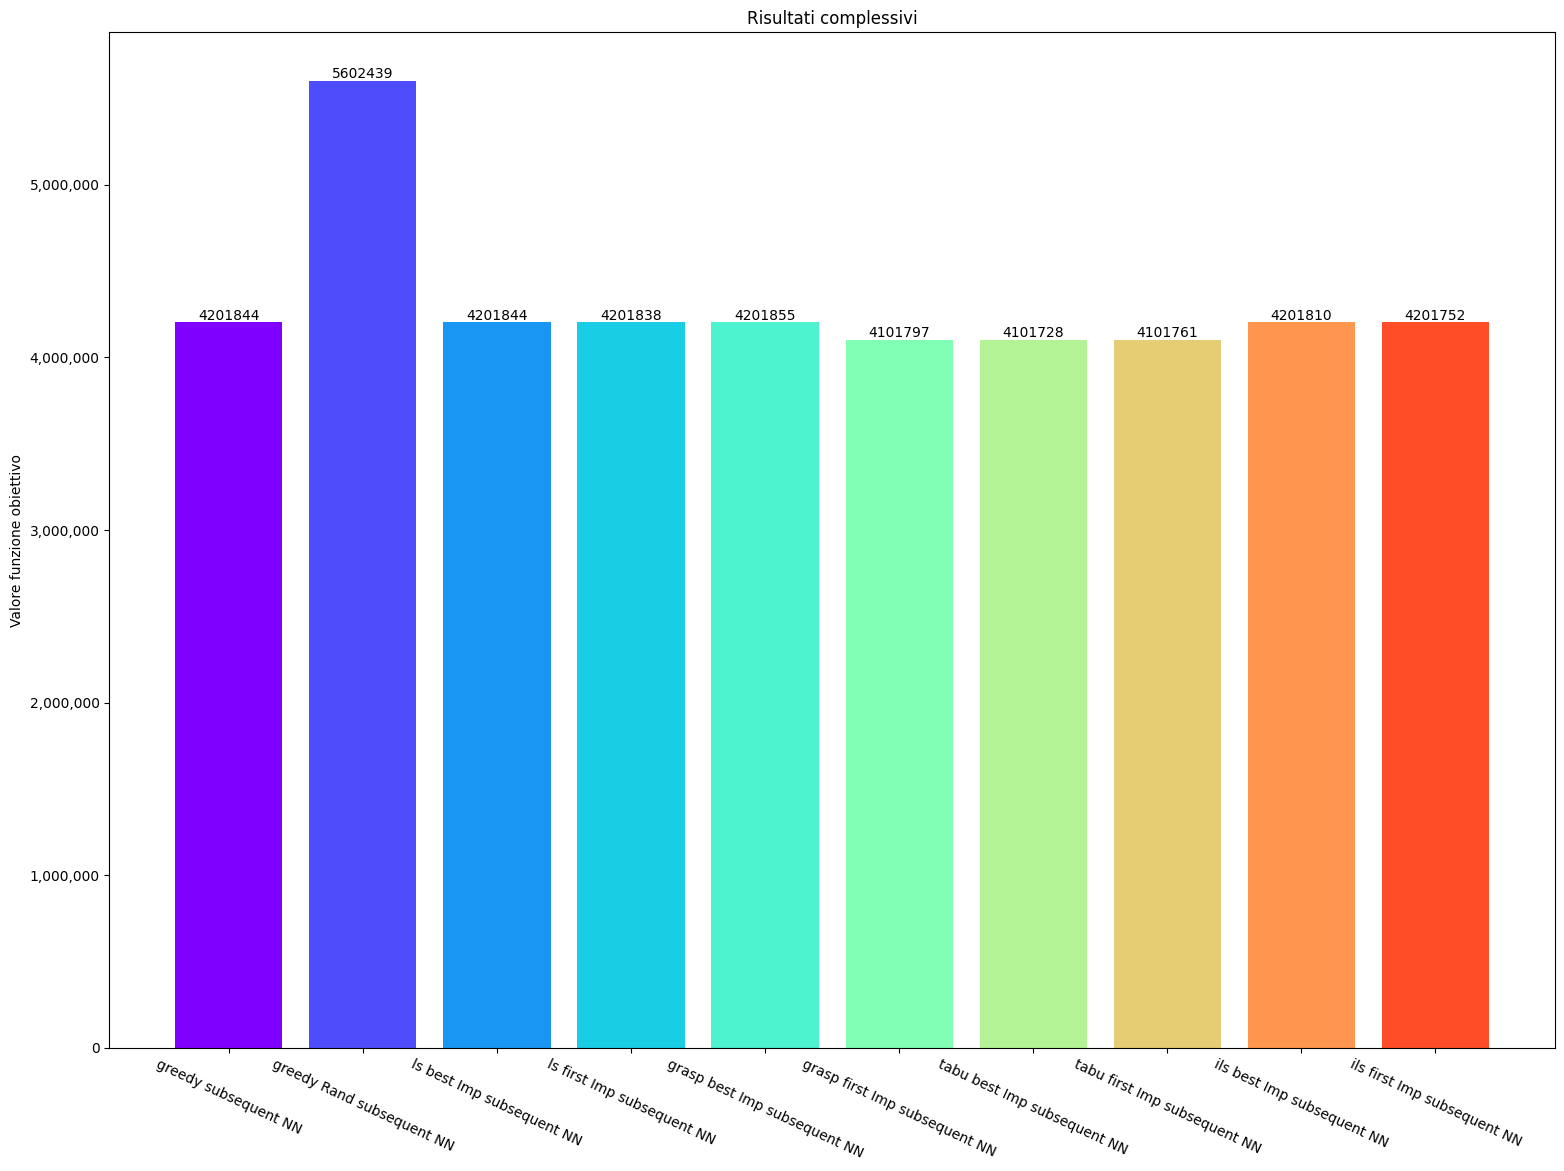 Risultati complessivi
5602439
4201844
4201844
4201838
4201855
4101797
4101728
4101761
4201810
4201752
5,000,000
4,000,000
3,000,000
2,000,000
1,000,000
0
Valore funzione obiettivo
greedy subsequent NN
greedy Rand subsequent NN
ls best Imp subsequent NN
ls first Imp subsequent NN
grasp best Imp subsequent NN
grasp first Imp subsequent NN
tabu best Imp subsequent NN
tabu first Imp subsequent NN
ils best Imp subsequent NN
ils first Imp subsequent NN